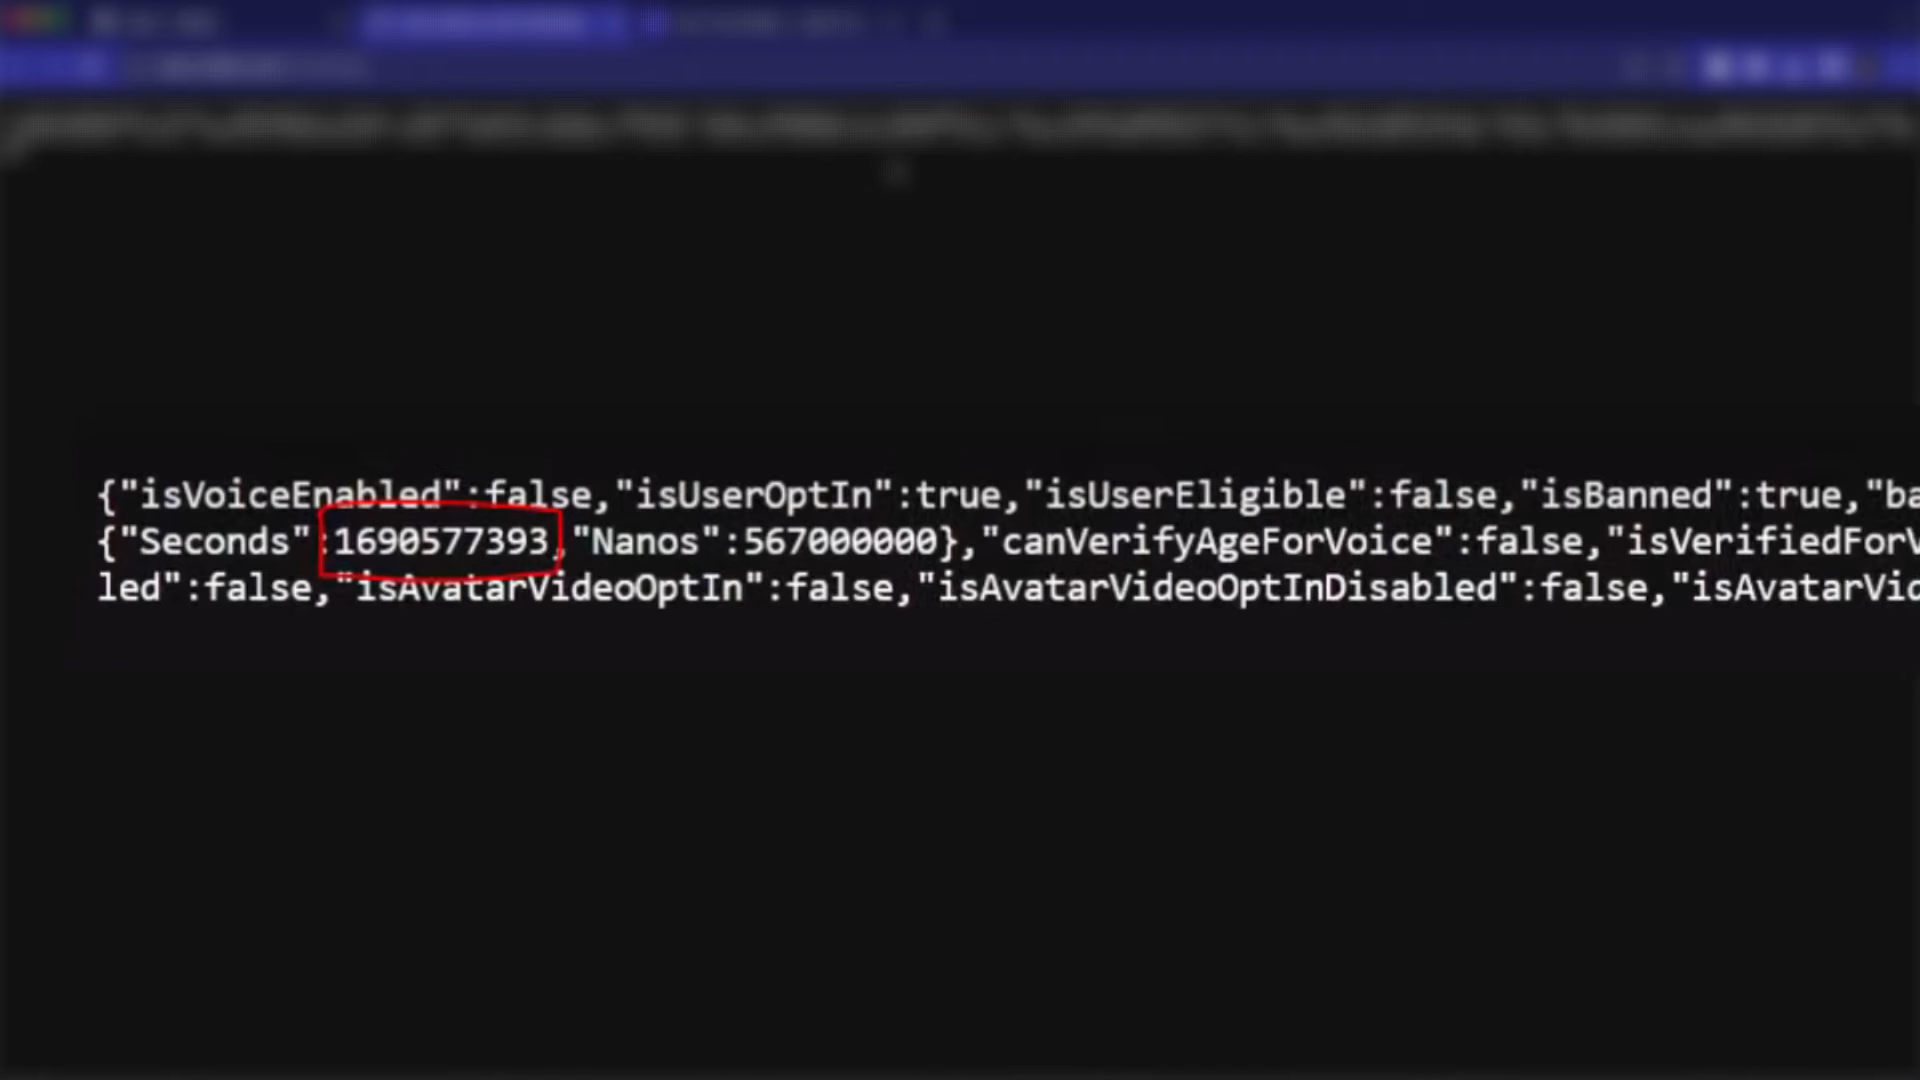 {"isVoiceEnabled":false,"isUserOptIn":true,"isUserEligible":false,"isBanned":true,"ba
{"Seconds":1690577393,"Nanos":567000000},"canVerifyAgeForVoice":false,"isVerifiedForV
led":false,"isAvatarVideoOptIn":false,"isAvatarVideoOptInDisabled":false,"isAvatarVid